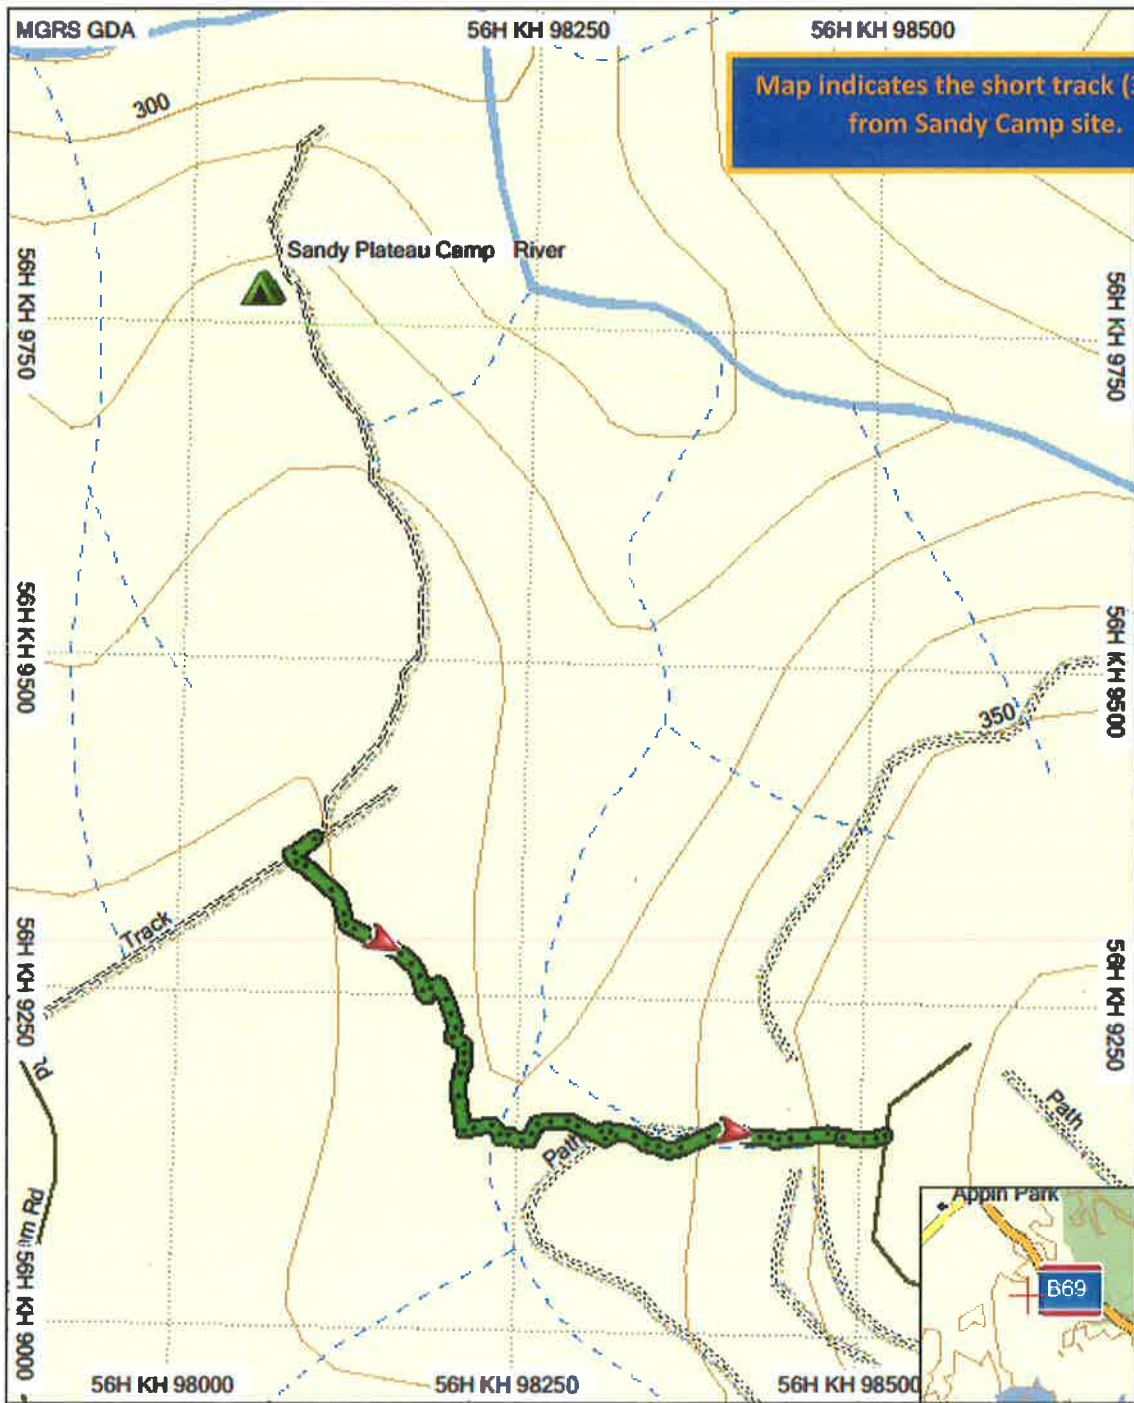 MGRS GDA
56H KH 98250
56H KH 98500
Map indicates the short track
from Sandy Camp site.
300
Sandy Plateau Camp River
56H KH 9750
56H KH 9750
56H KH 9500
56H KH 9500
350
Track
56H KH 9250
56H KH 9250
Pl
Path
Path
Rd
56H KH 9000
Appin Park
B69
56H KH 98000
56H KH 98250
56H KH 98500